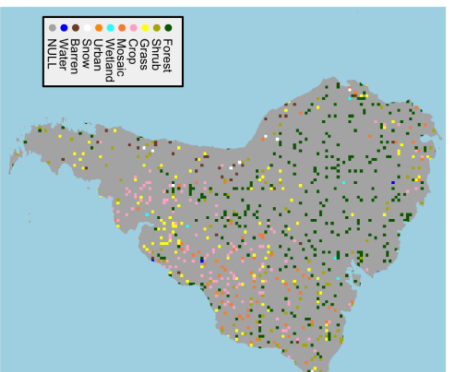 Forest
Shrub
Grass
Crop
Mosaic
Wetland
Urban
Snow
Barren
Water
NULL